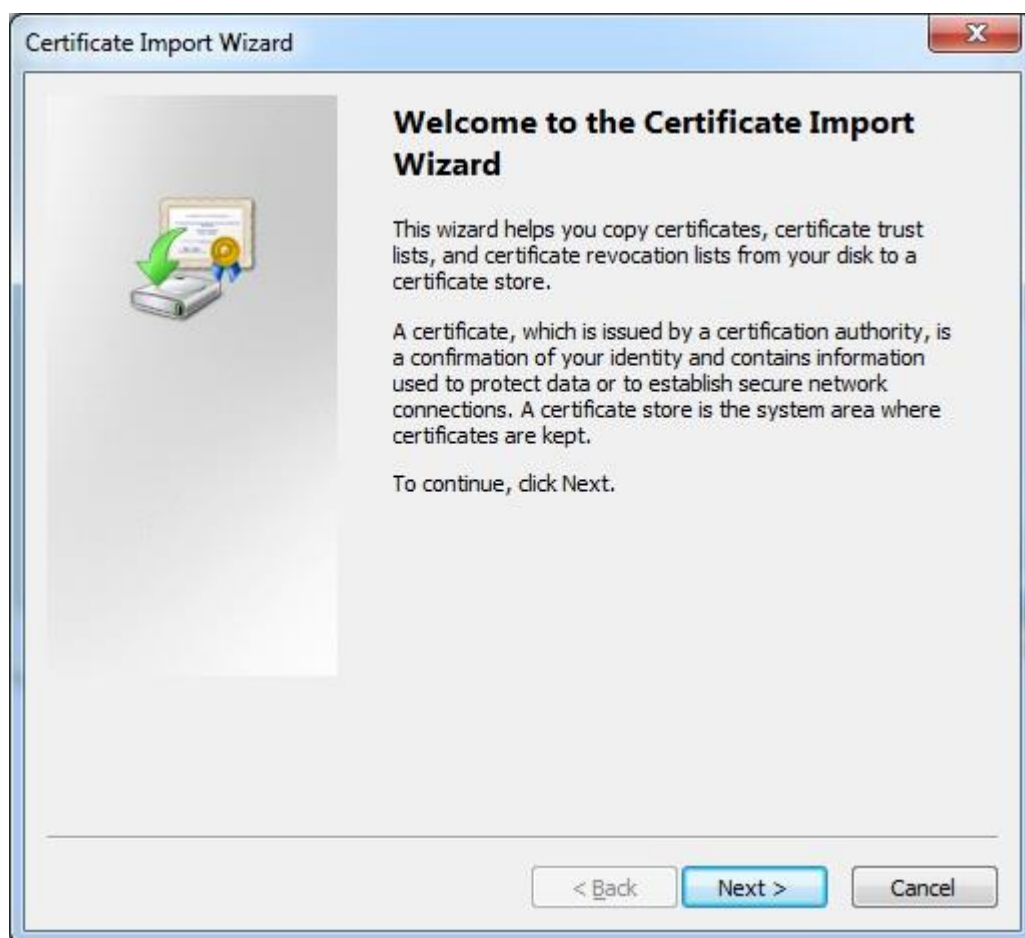 Certificate Import Wizard
Welcome to the Certificate Import
Wizard
This wizard helps you copy certificates, certificate trust
lists, and certificate revocation lists from your disk to a
certificate store.
A certificate, which is issued by a certification authority, is
a confirmation of your identity and contains information
used to protect data or to establish secure network
connections. A certificate store is the system area where
certificates are kept.
To continue, click Next.
< Back Next > Cancel